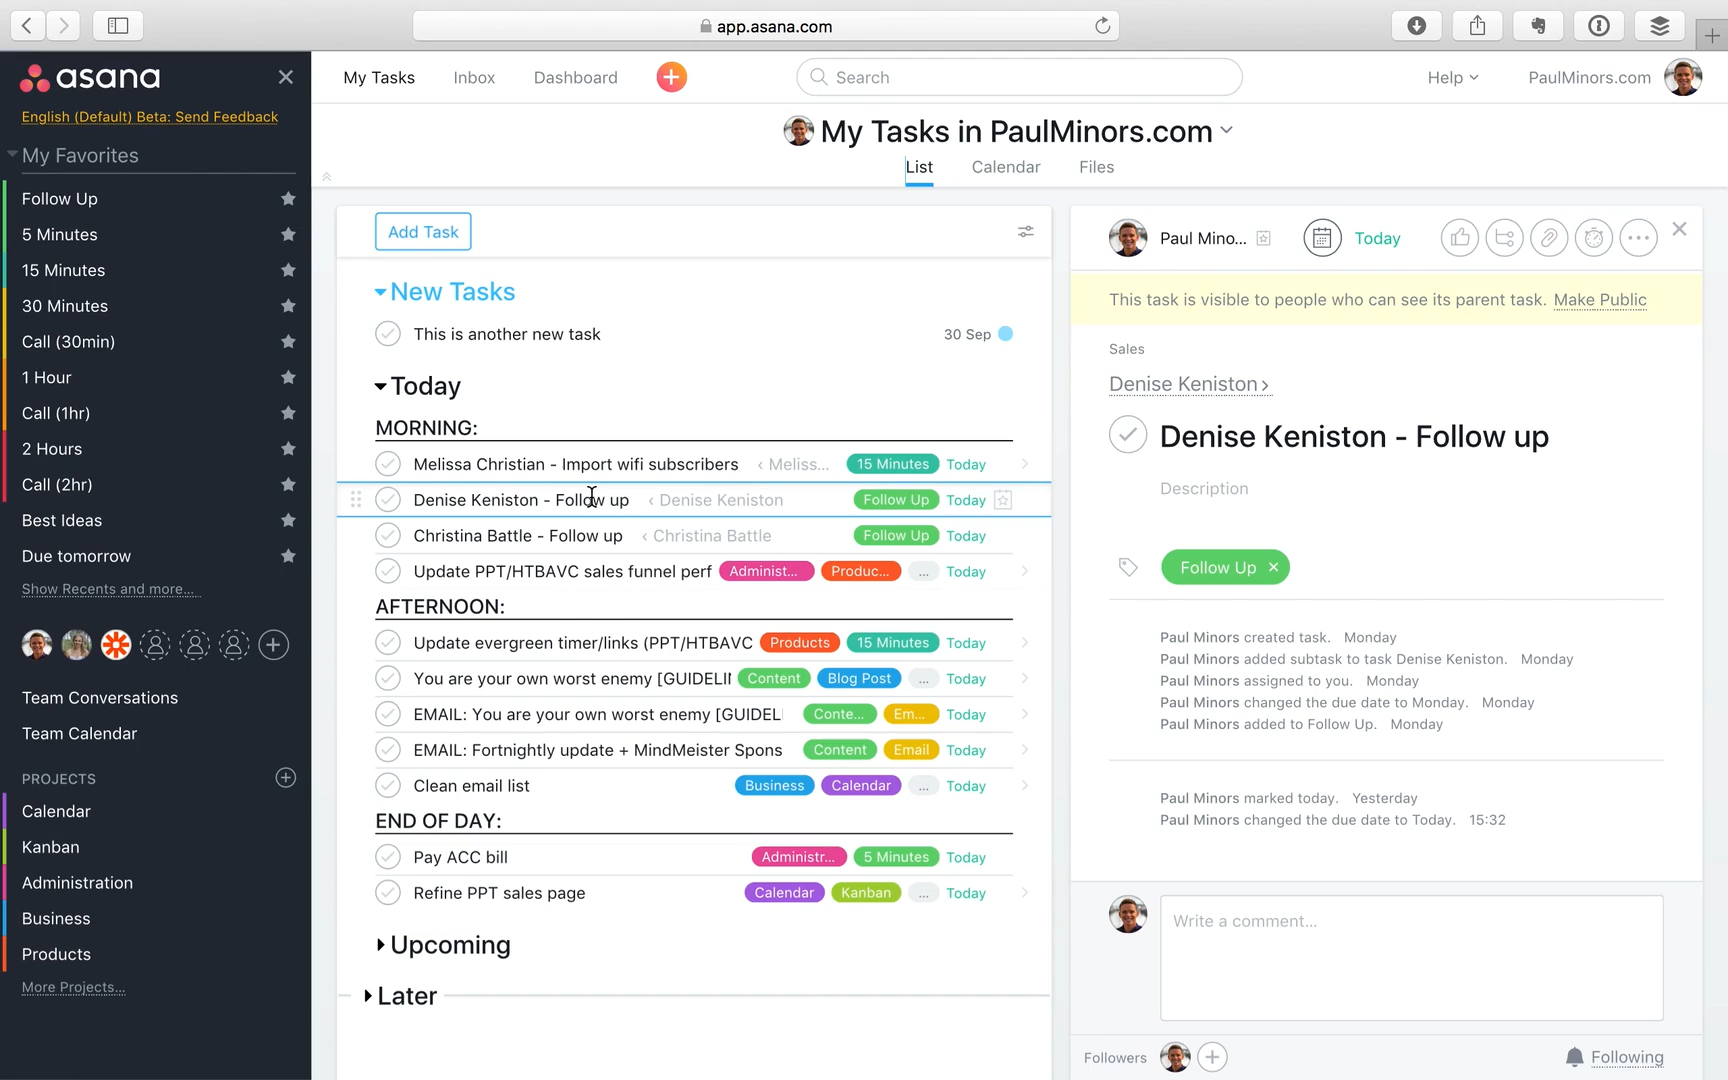 app.asana.com
asana
English (Default) Beta: Send Feedback
My Favorites
Follow Up
5 Minutes
15 Minutes
30 Minutes
Call (30min)
1 Hour
Call (1hr)
2 Hours
Call (2hr)
Best Ideas
Due tomorrow
Show Recents and more...
Team Conversations
Team Calendar
PROJECTS
Calendar
Kanban
Administration
Business
Products
More Projects...
My Tasks Inbox Dashboard Search Help PaulMinors.com
My Tasks in PaulMinors.com
List Calendar Files
Add Task
New Tasks
This is another new task 30 Sep
Today
MORNING:
Melissa Christian - Import wifi subscribers ‹ Meliss... 15 Minutes Today
Denise Keniston - Follow up ‹ Denise Keniston Follow Up Today
Christina Battle - Follow up ‹ Christina Battle Follow Up Today
Update PPT/HTBAVC sales funnel perf Administ... Produc... ... Today
AFTERNOON:
Update evergreen timer/links (PPT/HTBAVC Products 15 Minutes Today
You are your own worst enemy [GUIDELI Content Blog Post ... Today
EMAIL: You are your own worst enemy [GUIDEL Conte... Em... Today
EMAIL: Fortnightly update + MindMeister Spons Content Email Today
Clean email list Business Calendar ... Today
END OF DAY:
Pay ACC bill Administr... 5 Minutes Today
Refine PPT sales page Calendar Kanban ... Today
Upcoming
Later
Paul Mino... Today
This task is visible to people who can see its parent task. Make Public
Sales
Denise Keniston ›
Denise Keniston - Follow up
Description
Follow Up ×
Paul Minors created task. Monday
Paul Minors added subtask to task Denise Keniston. Monday
Paul Minors assigned to you. Monday
Paul Minors changed the due date to Monday. Monday
Paul Minors added to Follow Up. Monday
Paul Minors marked today. Yesterday
Paul Minors changed the due date to Today. 15:32
Write a comment...
Followers Following